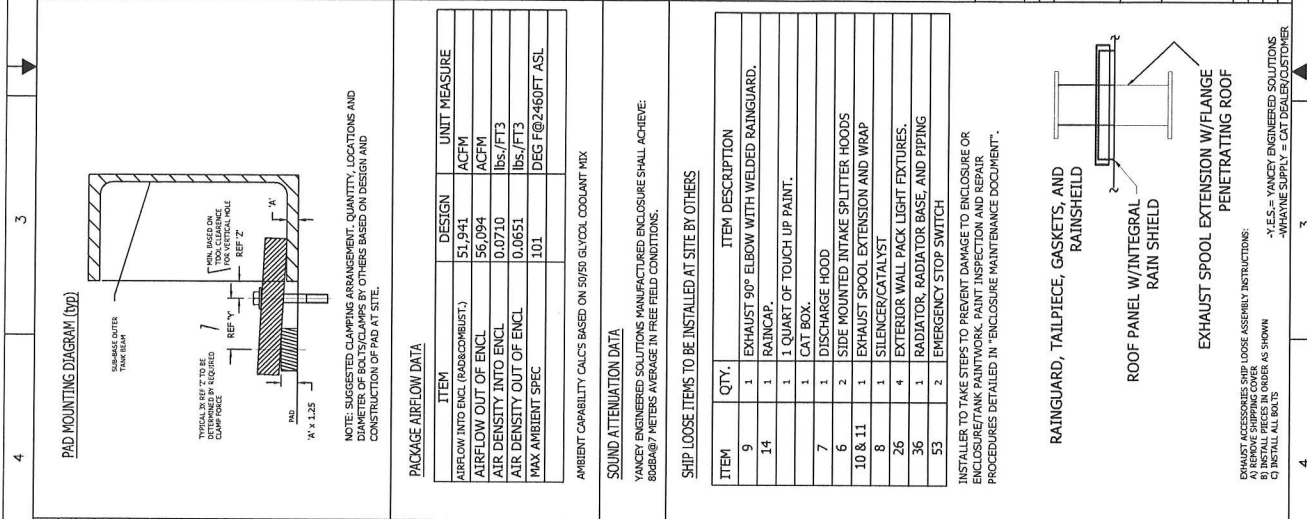 4
3
PAD MOUNTING DIAGRAM (typ)
SUB-BASE OUTER
TANK BEAM
TYPICAL 3X REF 'Z' TO BE
DETERMINED BY REQUIRED
CLAMP FORCE
REF 'Y'
MIN. BASED ON
TOOL CLEARENCE
FOR VERTICAL HOLE
REF 'Z'
'A'
PAD
'A' x 1.25
NOTE: SUGGESTED CLAMPING ARRANGEMENT. QUANTITY, LOCATIONS AND
DIAMETER OF BOLTS/CLAMPS BY OTHERS BASED ON DESIGN AND
CONSTRUCTION OF PAD AT SITE.
PACKAGE AIRFLOW DATA
ITEM DESIGN UNIT MEASURE
AIRFLOW INTO ENCL (RAD&COMBUST.) 51,941 ACFM
AIRFLOW OUT OF ENCL 56,094 ACFM
AIR DENSITY INTO ENCL 0.0710 lbs./FT3
AIR DENSITY OUT OF ENCL 0.0651 lbs./FT3
MAX AMBIENT SPEC 101 DEG F@2460FT ASL
AMBIENT CAPABILITY CALC'S BASED ON 50/50 GLYCOL COOLANT MIX
SOUND ATTENUATION DATA
YANCEY ENGINEERED SOLUTIONS MANUFACTURED ENCLOSURE SHALL ACHIEVE:
80dBA@7 METERS AVERAGE IN FREE FIELD CONDITIONS.
SHIP LOOSE ITEMS TO BE INSTALLED AT SITE BY OTHERS
ITEM QTY. ITEM DESCRIPTION
9 1 EXHAUST 90° ELBOW WITH WELDED RAINGUARD.
14 1 RAINCAP.
1 1 QUART OF TOUCH UP PAINT.
1 CAT BOX.
7 1 DISCHARGE HOOD
6 2 SIDE MOUNTED INTAKE SPLITTER HOODS
10 & 11 1 EXHAUST SPOOL EXTENSION AND WRAP
8 1 SILENCER/CATALYST
26 4 EXTERIOR WALL PACK LIGHT FIXTURES.
36 1 RADIATOR, RADIATOR BASE, AND PIPING
53 2 EMERGENCY STOP SWITCH
INSTALLER TO TAKE STEPS TO PREVENT DAMAGE TO ENCLOSURE OR
ENCLOSURE/TANK PAINTWORK. PAINT INSPECTION AND REPAIR
PROCEDURES DETAILED IN "ENCLOSURE MAINTENANCE DOCUMENT".
RAINGUARD, TAILPIECE, GASKETS, AND
RAINSHEILD
ROOF PANEL W/INTEGRAL
RAIN SHIELD
EXHAUST SPOOL EXTENSION W/FLANGE
PENETRATING ROOF
EXHAUST ACCESSORIES SHIP LOOSE ASSEMBLY INSTRUCTIONS:
A) REMOVE SHIPPING COVER
B) INSTALL PIECES IN ORDER AS SHOWN
C) INSTALL ALL BOLTS
-Y.E.S.= YANCEY ENGINEERED SOLUTIONS
-WHAYNE SUPPLY = CAT DEALER/CUSTOMER
4
3